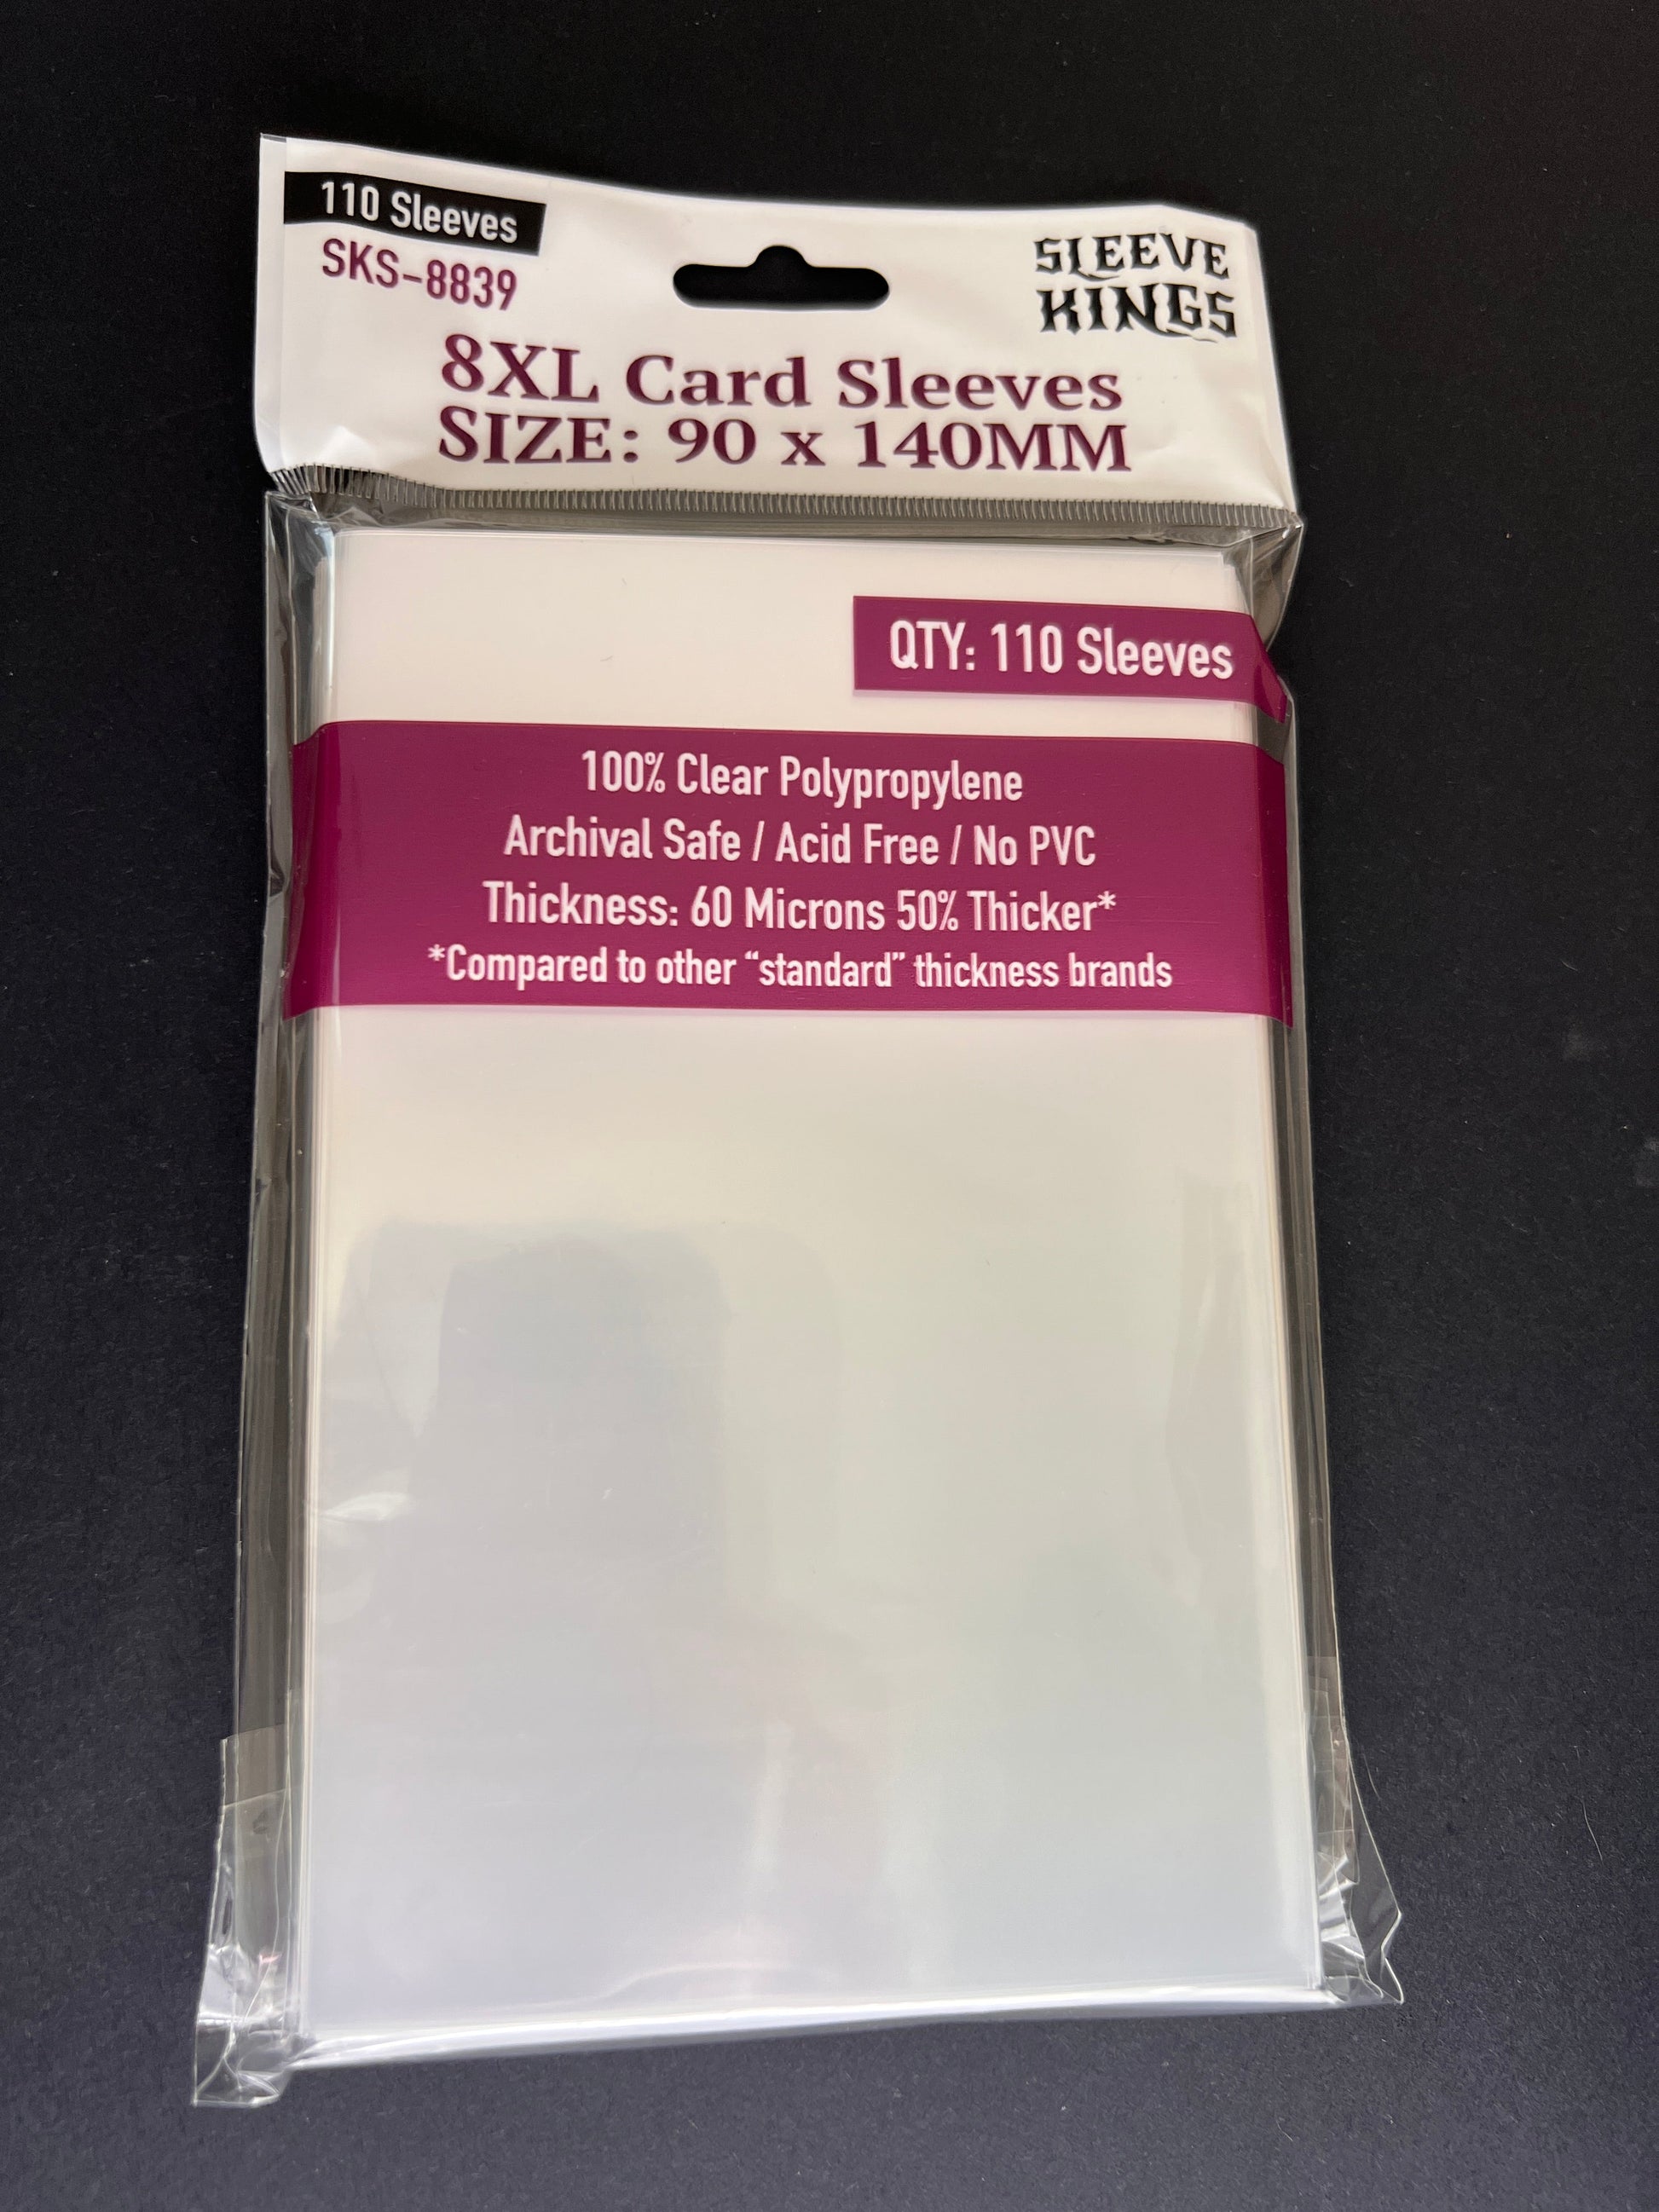 110 Sleeves
SKS-8839
SLEEVE
KINGS
8XL Card Sleeves
SIZE: 90 x 140MM
QTY: 110 Sleeves
100% Clear Polypropylene
Archival Safe / Acid Free / No PVC
Thickness: 60 Microns 50% Thicker*
*Compared to other “standard” thickness brands